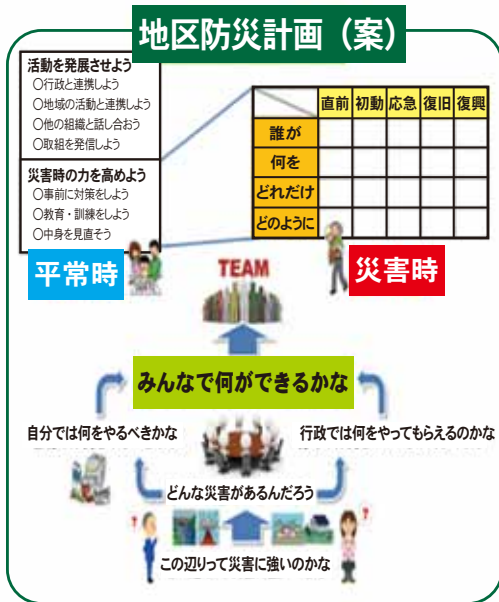 地区防災計画(案)
活動を発展させよう
○行政と連携しよう
○地域の活動と連携しよう
○他の組織と話し合おう
○取組を発信しよう
災害時の力を高めよう
○事前に対策をしよう
○教育・訓練をしよう
○中身を見直そう
平常時
直前 初動 応急 復旧 復興
誰が
何を
どれだけ
どのように
災害時
TEAM
みんなで何ができるかな
自分では何をやるべきかな
行政では何をやってもらえるのかな
どんな災害があるんだろう
? ?
この辺りって災害に強いのかな